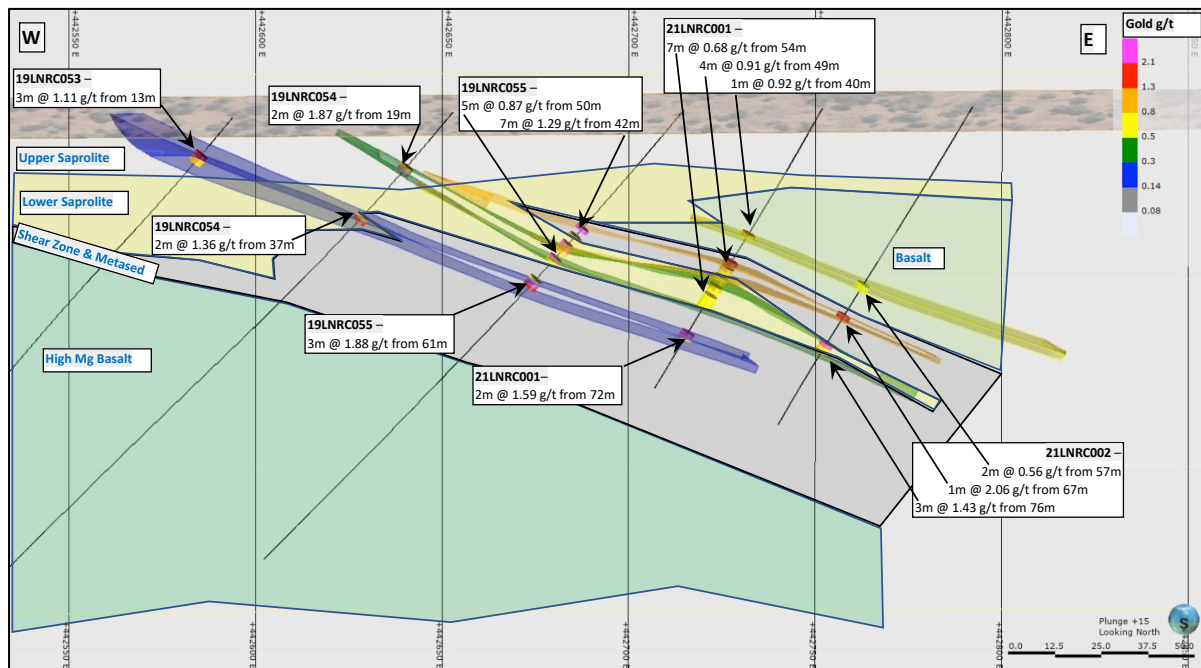 W
E
Gold g/t
2.1
1.3
0.8
0.5
0.3
0.14
0.08
+442550 E
+442600 E
+442650 E
+442700 E
+442800 E
19LNRC053 –
3m @ 1.11 g/t from 13m
19LNRC054 –
2m @ 1.87 g/t from 19m
19LNRC055 –
5m @ 0.87 g/t from 50m
7m @ 1.29 g/t from 42m
21LNRC001 –
7m @ 0.68 g/t from 54m
4m @ 0.91 g/t from 49m
1m @ 0.92 g/t from 40m
Upper Saprolite
Lower Saprolite
19LNRC054 –
2m @ 1.36 g/t from 37m
Shear Zone & Metased
Basalt
High Mg Basalt
19LNRC055 –
3m @ 1.88 g/t from 61m
21LNRC001–
2m @ 1.59 g/t from 72m
21LNRC002 –
2m @ 0.56 g/t from 57m
1m @ 2.06 g/t from 67m
3m @ 1.43 g/t from 76m
+442550 E
+442600 E
+442650 E
+442700 E
+442750 E
+442800 E
Plunge +15
Looking North
S
0.0 12.5 25.0 37.5 50.0